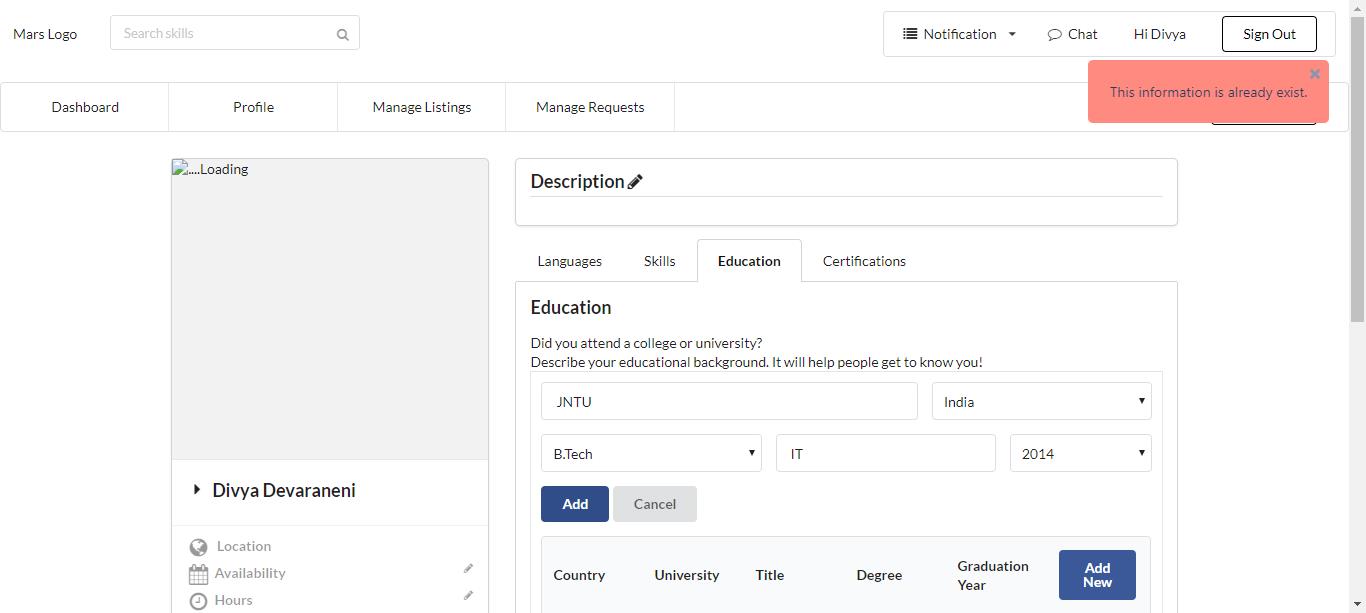 Mars Logo
Search skills
Notification
Chat
Hi Divya
Sign Out
This information is already exist.
Dashboard
Profile
Manage Listings
Manage Requests
....Loading
Description
Languages
Skills
Education
Certifications
Education
Did you attend a college or university?
Describe your educational background. It will help people get to know you!
JNTU
India
B.Tech
IT
2014
Add
Cancel
Divya Devaraneni
Location
Availability
Hours
Country
University
Title
Degree
Graduation
Year
Add
New